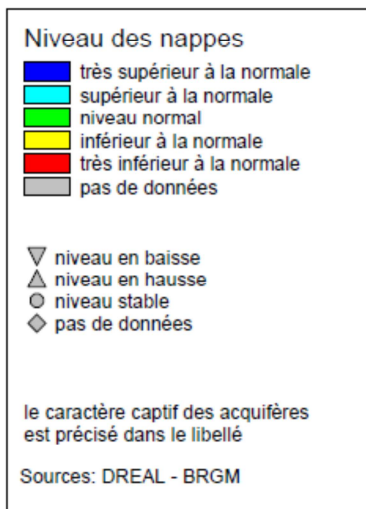 Niveau des nappes
très supérieur à la normale
supérieur à la normale
niveau normal
inférieur à la normale
très inférieur à la normale
pas de données
niveau en baisse
niveau en hausse
niveau stable
pas de données
le caractère captif des acquifères
est précisé dans le libellé
Sources: DREAL - BRGM